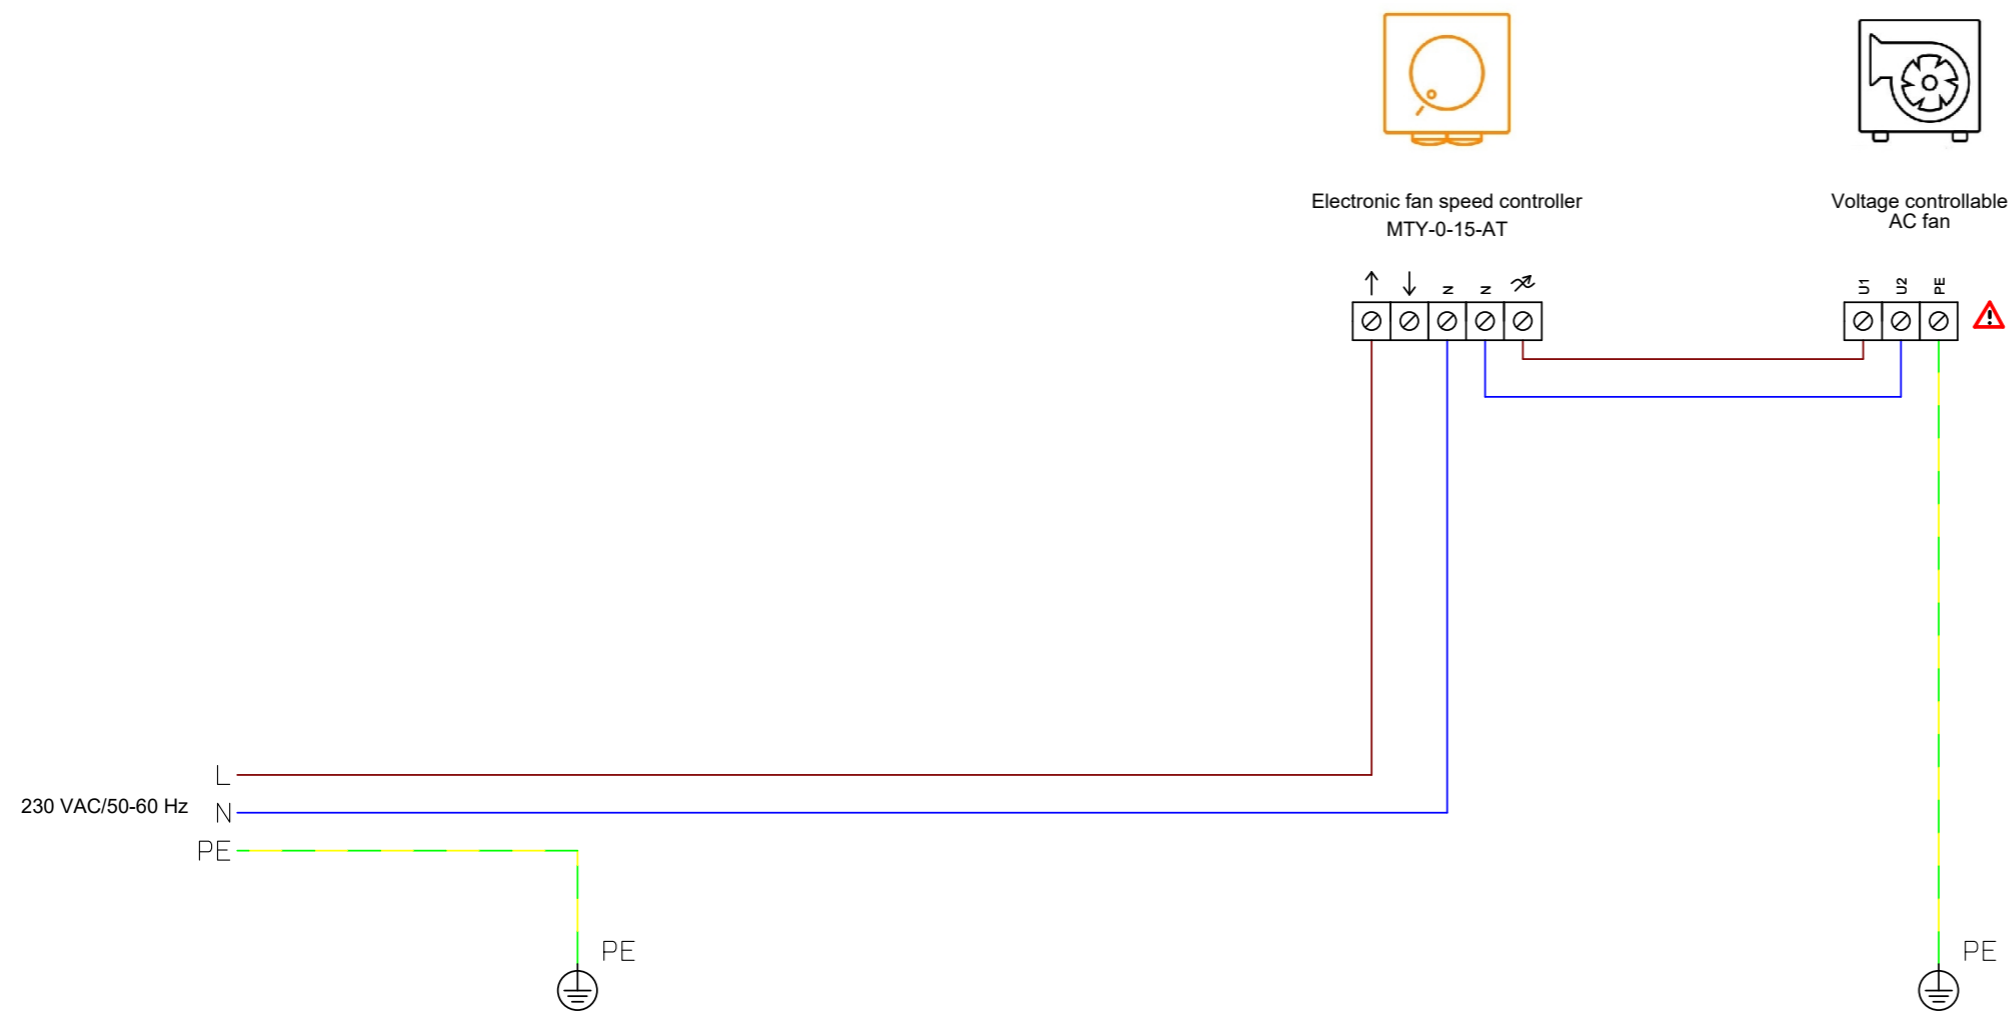 Electronic fan speed controller
MTY-0-15-AT
Voltage controllable
AC fan
↑ ↓ N N
U1 U2 PE
L
230 VAC/50-60 Hz N
PE
PE
PE